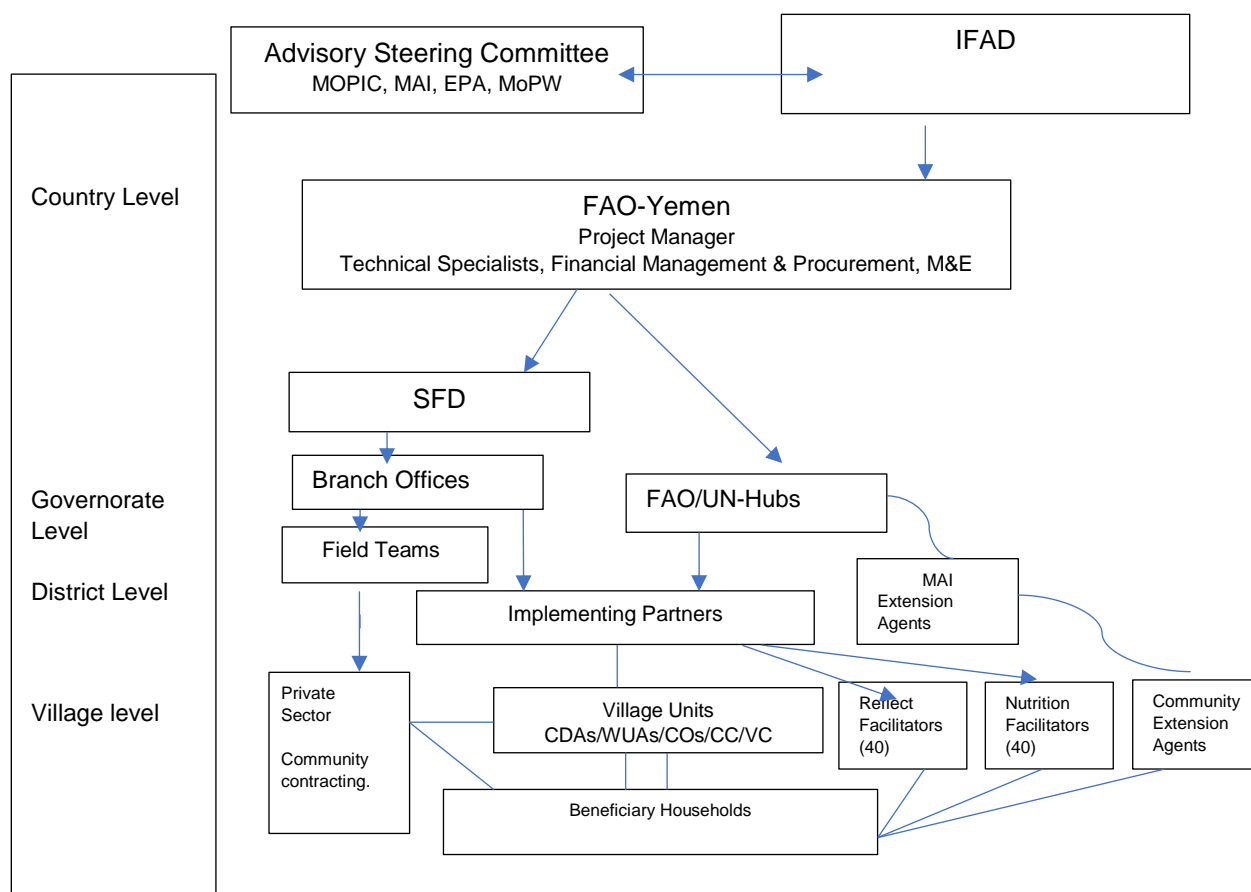 Advisory Steering Committee
MOPIC, MAI, EPA, MoPW
IFAD
Country Level
FAO-Yemen
Project Manager
Technical Specialists, Financial Management & Procurement, M&E
SFD
Branch Offices
FAO/UN-Hubs
Governorate
Level
Field Teams
District Level
Implementing Partners
MAI
Extension
Agents
Village level
Private
Sector
Community
contracting.
Village Units
CDAs/WUAs/COs/CC/VC
Reflect
Facilitators
(40)
Nutrition
Facilitators
(40)
Community
Extension
Agents
Beneficiary Households